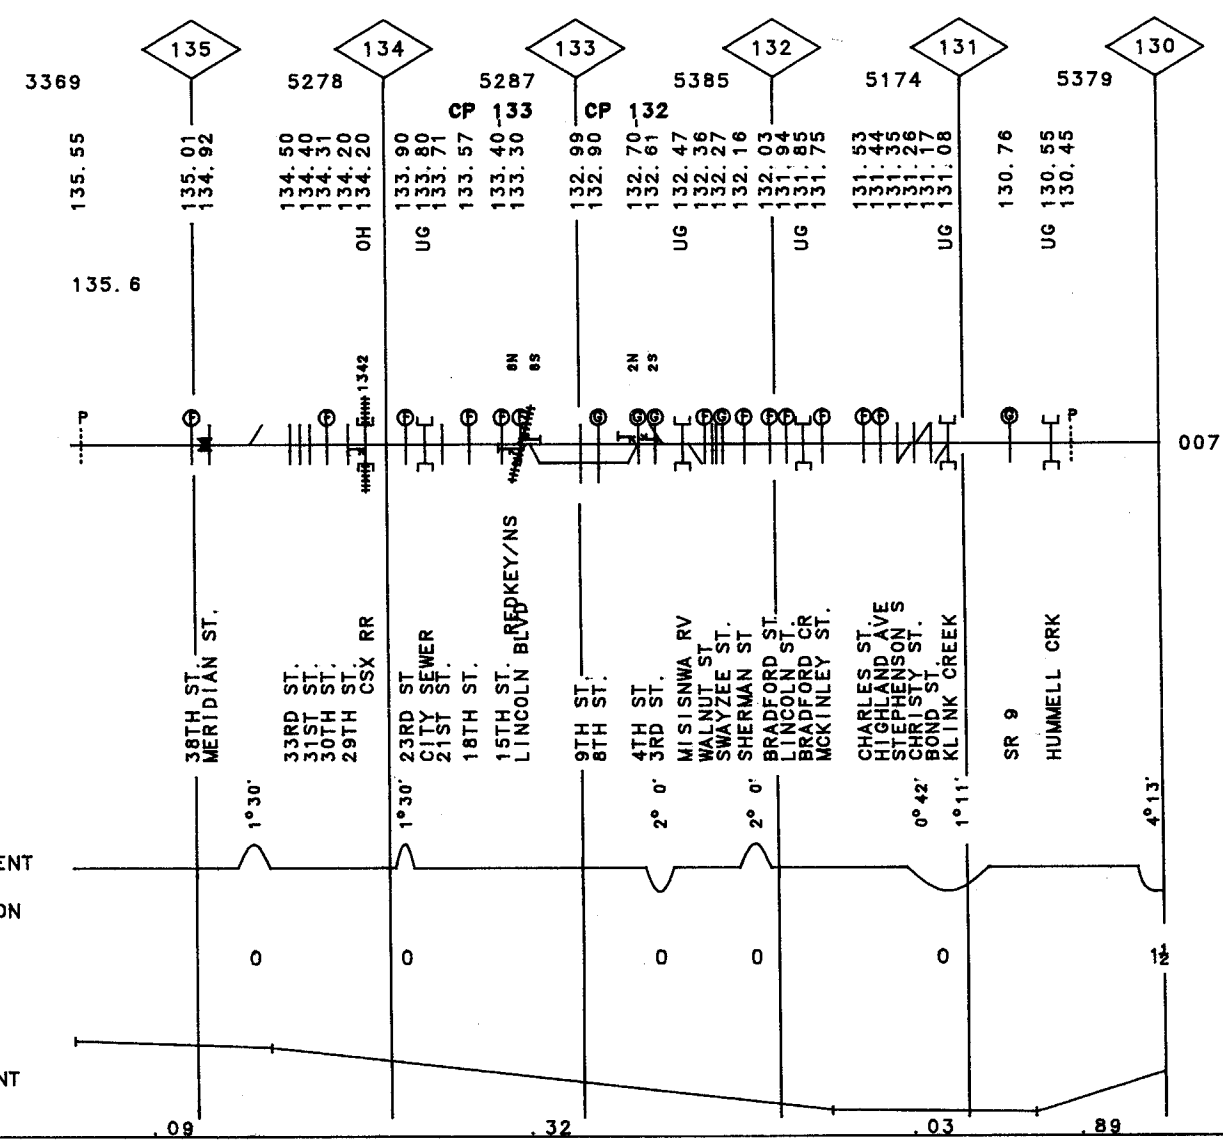 135 134 133 132 131 130
3369 5278 5287 5385 5174 5379
CP 133 CP 132
135.55
135.01
134.92
134.50
134.40
134.31
134.20
OH 134.20
133.90
UG 133.80
133.71
133.57
133.40
133.30
132.99
132.90
132.70
132.61
UG 132.47
132.36
132.27
132.16
132.03
131.94
UG 131.85
131.75
131.53
131.44
131.35
131.26
131.17
UG 131.08
130.76
UG 130.55
130.45
135.6
1342
8N
8S
2N
2S
P F F F F F G G G F G F F F F F F G P
007
38TH ST.
MERIDIAN ST.
33RD ST.
31ST ST.
30TH ST.
29TH ST.
CSX RR
23RD ST
CITY SEWER
21ST ST.
18TH ST.
15TH ST.
REDKEY/NS
LINCOLN BLVD
9TH ST.
8TH ST.
4TH ST
3RD ST.
MISISNWA RV
WALNUT ST
SWAYZEE ST.
SHERMAN ST
BRADFORD ST.
LINCOLN ST.
BRADFORD CR
MCKINLEY ST.
CHARLES ST.
HIGHLAND AVE
STEPHENSON S
CHRISTY ST.
BOND ST.
KLINK CREEK
SR 9
HUMMELL CRK
1°30'
1°30'
2° 0'
2° 0'
0°42'
1°11'
4°13'
ENT
ON
0 0 0 0 0 1½
NT
.09 .32 .03 .89